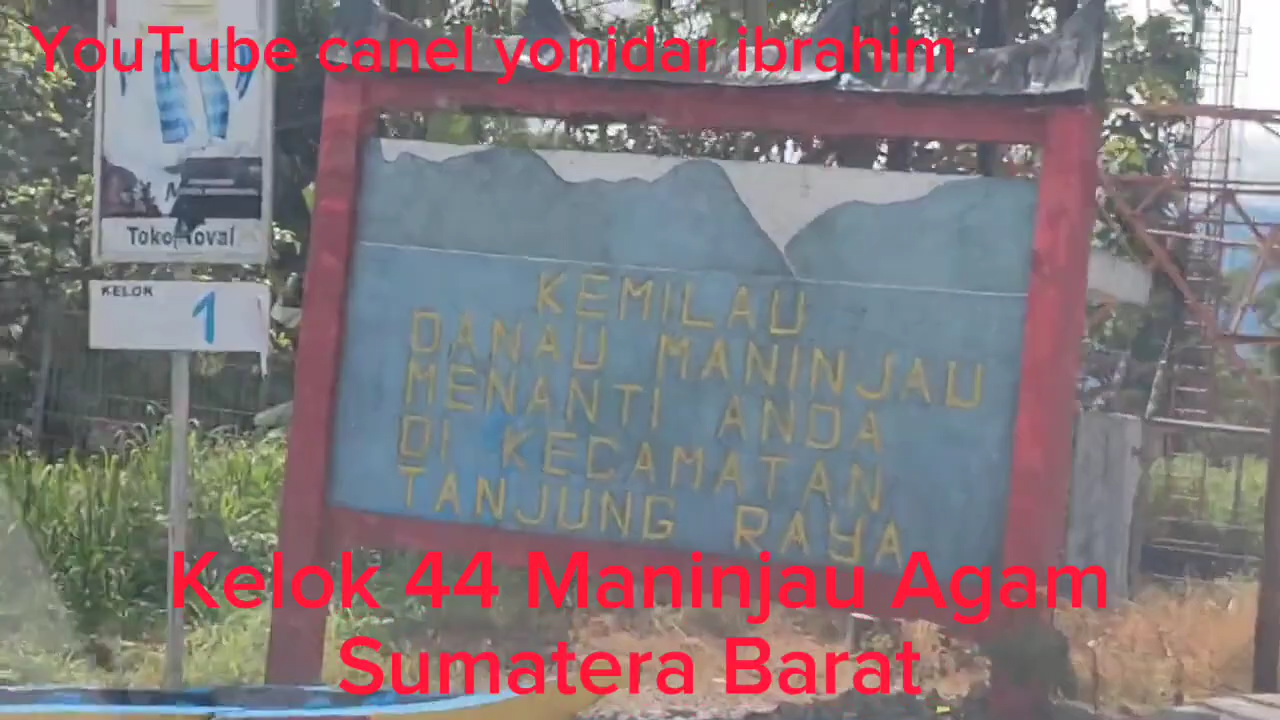 YouTube canel yonidar ibrahim
KELOK
1
KEMILAU
DANAU MANINJAU
MENANTI ANDA
DI KECAMATAN
TANJUNG RAYA
Kelok 44 Maninjau Agam
Sumatera Barat
Toko